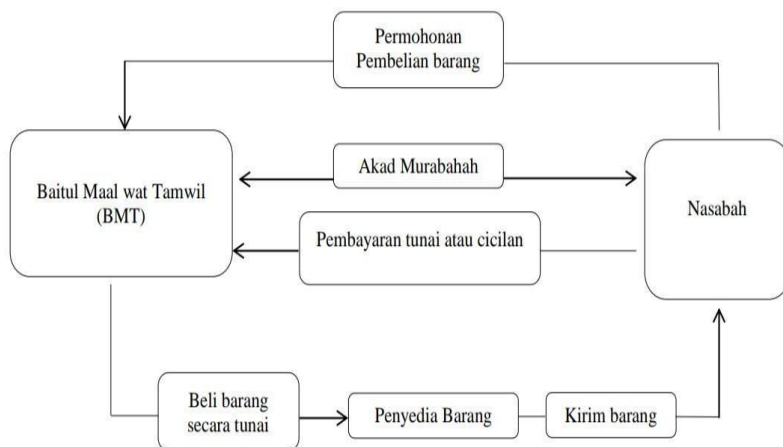 Permohonan
Pembelian barang
Akad Murabahah
Baitul Maal wat Tamwil
(BMT)
Nasabah
Pembayaran tunai atau cicilan
Beli barang
secara tunai
Penyedia Barang
Kirim barang